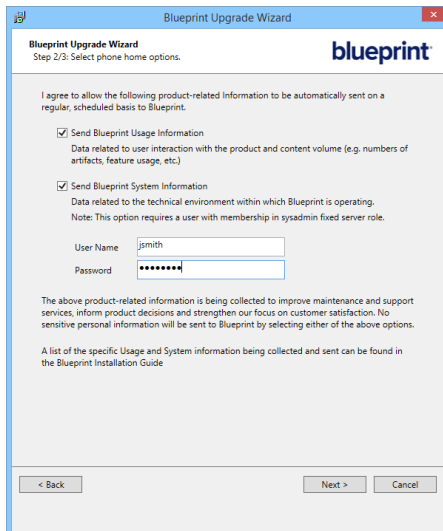 Blueprint Upgrade Wizard
Blueprint Upgrade Wizard
Step 2/3: Select phone home options.
blueprint
I agree to allow the following product-related Information to be automatically sent on a
regular, scheduled basis to Blueprint.
Send Blueprint Usage Information
Data related to user interaction with the product and content volume (e.g. numbers of
artifacts, feature usage, etc.)
Send Blueprint System Information
Data related to the technical environment within which Blueprint is operating.
Note: This option requires a user with membership in sysadmin fixed server role.
User Name jsmith
Password ●●●●●●●●
The above product-related information is being collected to improve maintenance and support
services, inform product decisions and strengthen our focus on customer satisfaction. No
sensitive personal information will be sent to Blueprint by selecting either of the above options.
A list of the specific Usage and System information being collected and sent can be found in
the Blueprint Installation Guide
< Back Next > Cancel